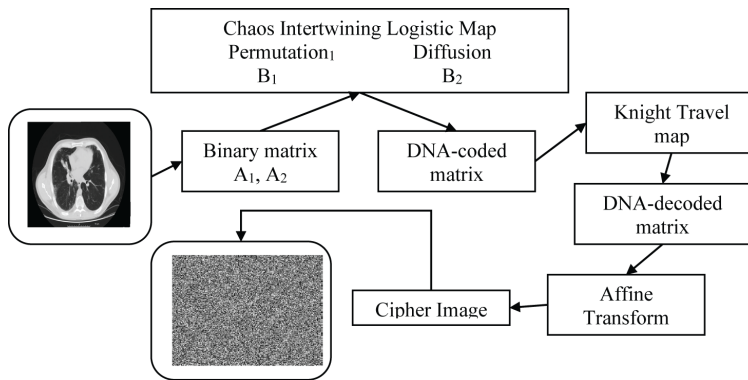 Chaos Intertwining Logistic Map
Permutation₁ Diffusion
B₁ B₂
Binary matrix
A₁, A₂
DNA-coded
matrix
Knight Travel
map
DNA-decoded
matrix
Affine
Transform
Cipher Image